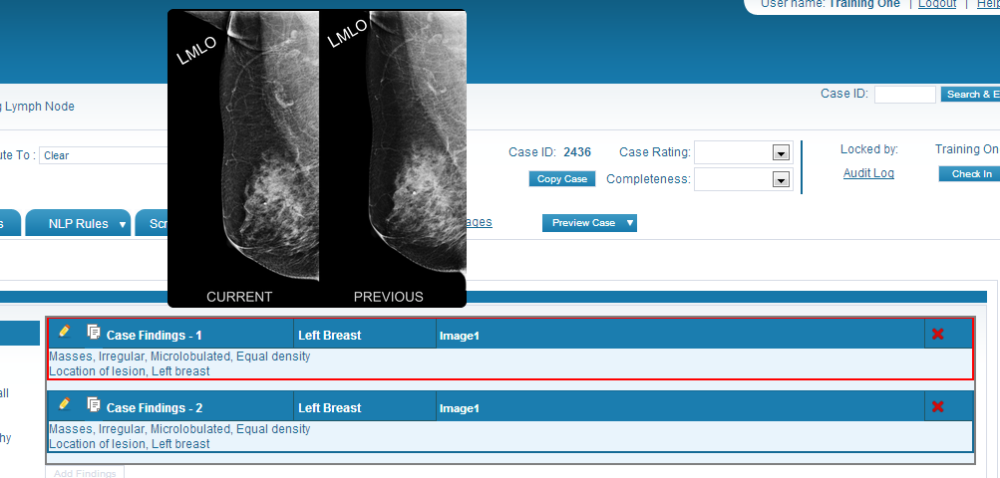 User name: Training One | Logout | Help
LMLO
LMLO
Case ID:
Search & E
g Lymph Node
ute To :
Clear
Case ID: 2436
Case Rating:
Locked by:
Training On
Copy Case
Completeness:
Audit Log
Check In
s
NLP Rules
Scr
ages
Preview Case
CURRENT
PREVIOUS
Case Findings - 1
Left Breast
Image1
Masses, Irregular, Microlobulated, Equal density
Location of lesion, Left breast
all
Case Findings - 2
Left Breast
Image1
Masses, Irregular, Microlobulated, Equal density
hy
Location of lesion, Left breast
Add Findings